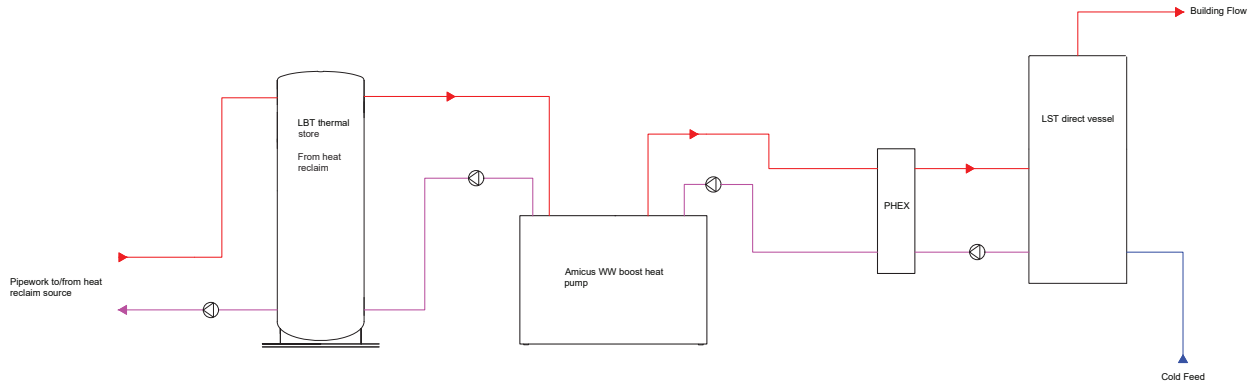 Building Flow
LBT thermal
store
From heat
reclaim
LST direct vessel
PHEX
Amicus WW boost heat
pump
Pipework to/from heat
reclaim source
Cold Feed